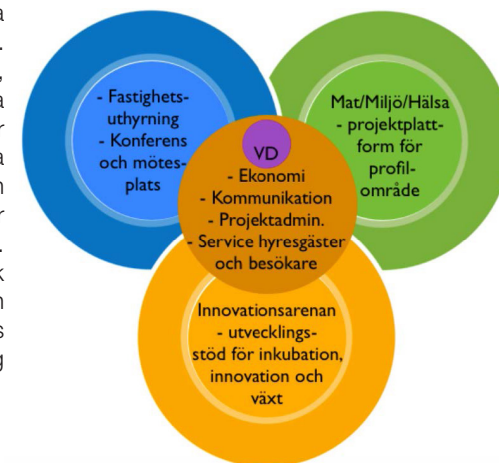 - Fastighets-
uthyrning
- Konferens
och mötes-
plats
Mat/Miljö/Hälsa
- projektplatt-
form för
profil-
område
VD
- Ekonomi
- Kommunikation
- Projektadmin.
- Service hyresgäster
och besökare
Innovationsarenan
- utvecklings-
stöd för inkubation,
innovation och
växt